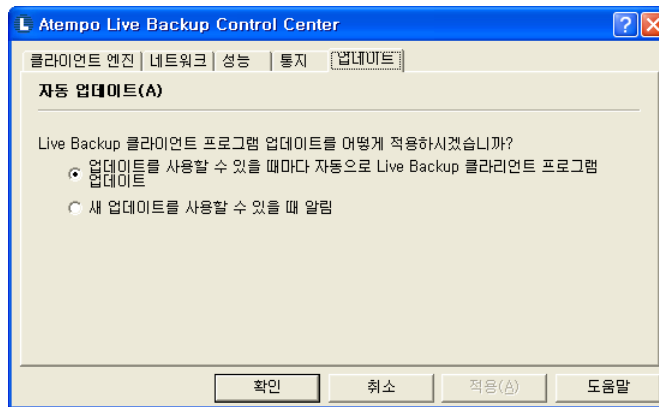 Atempo Live Backup Control Center
클라이언트 엔진 네트워크 성능 통지 업데이트
자동 업데이트(A)
Live Backup 클라이언트 프로그램 업데이트를 어떻게 적용하시겠습니까?
업데이트를 사용할 수 있을 때마다 자동으로 Live Backup 클라리언트 프로그램
업데이트
새 업데이트를 사용할 수 있을 때 알림
확인 취소 적용(A) 도움말